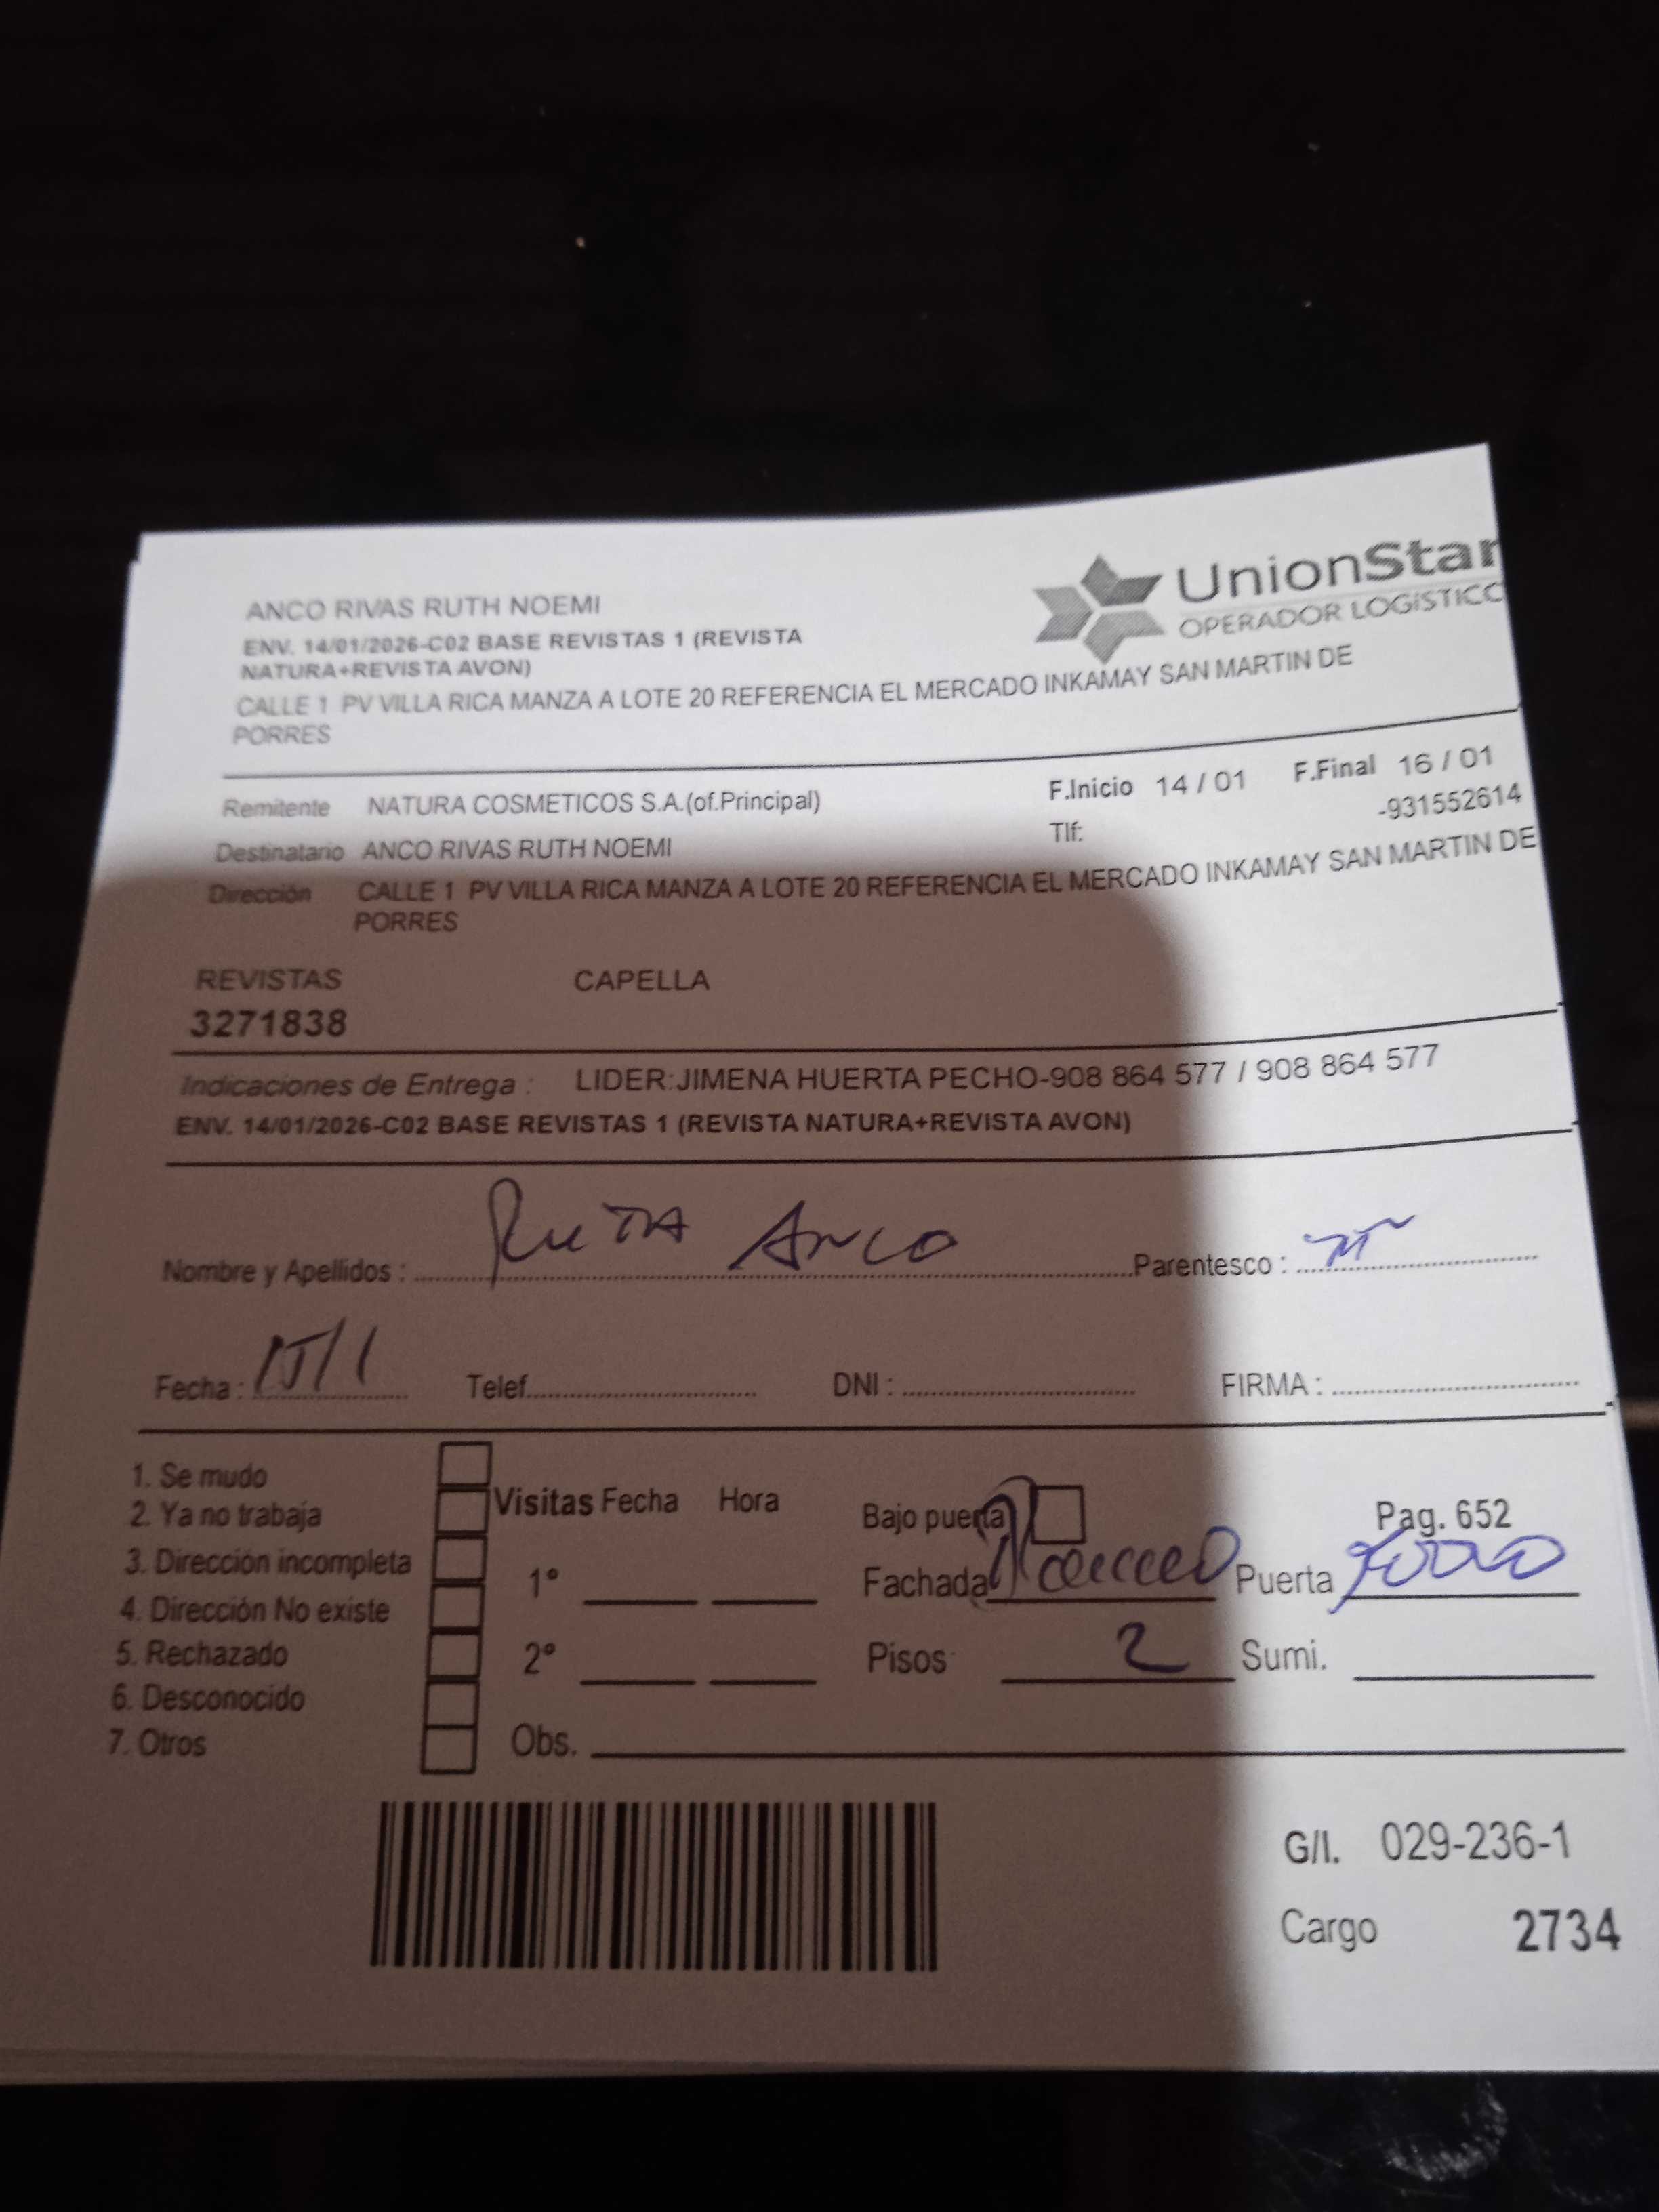 ANCO RIVAS RUTH NOEMI
UnionStar
OPERADOR LOGÍSTICO
ENV. 14/01/2026-C02 BASE REVISTAS 1 (REVISTA
NATURA+REVISTA AVON)
CALLE 1 PV VILLA RICA MANZA A LOTE 20 REFERENCIA EL MERCADO INKAMAY SAN MARTIN DE
PORRES
Remitente NATURA COSMETICOS S.A.(of.Principal) F.Inicio 14 / 01 F.Final 16 / 01
Destinatario ANCO RIVAS RUTH NOEMI Tlf: -931552614
Dirección CALLE 1 PV VILLA RICA MANZA A LOTE 20 REFERENCIA EL MERCADO INKAMAY SAN MARTIN DE
PORRES
REVISTAS CAPELLA
3271838
Indicaciones de Entrega : LIDER:JIMENA HUERTA PECHO-908 864 577 / 908 864 577
ENV. 14/01/2026-C02 BASE REVISTAS 1 (REVISTA NATURA+REVISTA AVON)
Nombre y Apellidos : RUTH ANCO Parentesco :
Fecha : 15/1 Telef. DNI : FIRMA :
1. Se mudo
2. Ya no trabaja Visitas Fecha Hora Bajo puerta Pag. 652
3. Dirección incompleta 1° Fachada Puerta
4. Dirección No existe
5. Rechazado 2° Pisos 2 Sumi.
6. Desconocido
7. Otros Obs.
G/I. 029-236-1
Cargo 2734